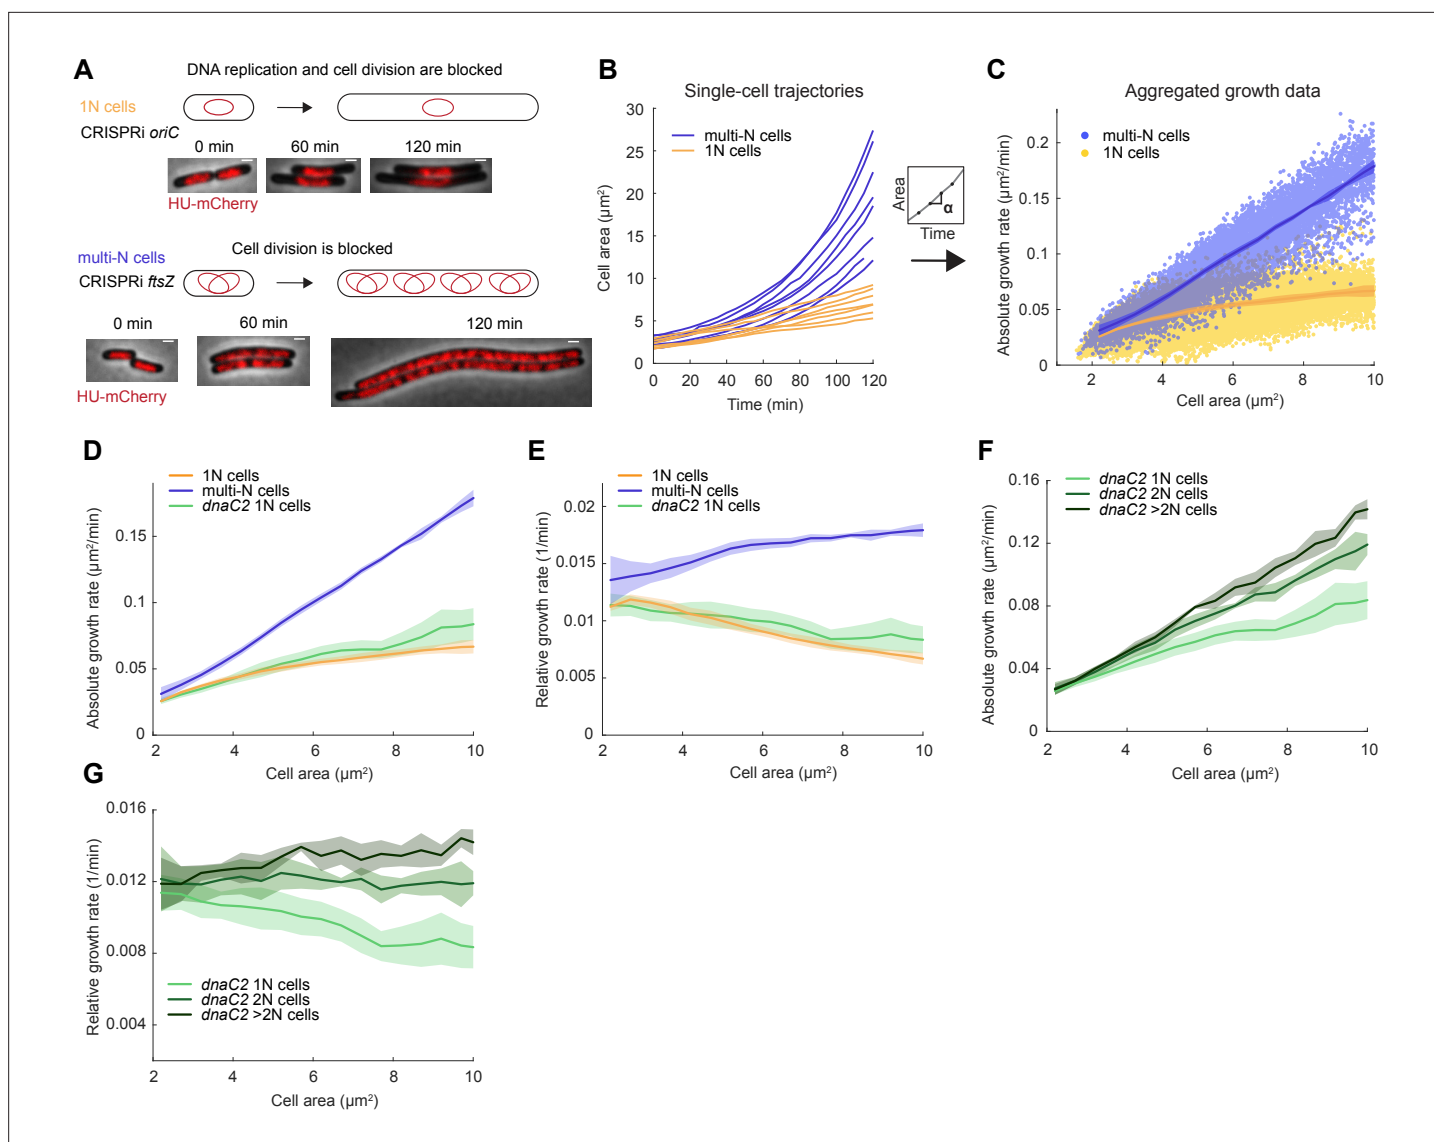 A
DNA replication and cell division are blocked
1N cells
CRISPRi oriC
0 min
60 min
120 min
HU-mCherry
Cell division is blocked
multi-N cells
CRISPRi ftsZ
0 min
60 min
120 min
HU-mCherry
B
Single-cell trajectories
multi-N cells
1N cells
Cell area (µm²)
30
25
20
15
10
5
0
0
20
40
60
80
100
120
Time (min)
Area
α
Time
C
Aggregated growth data
multi-N cells
1N cells
Absolute growth rate (µm²/min)
0.2
0.15
0.1
0.05
0
2
4
6
8
10
Cell area (µm²)
D
1N cells
multi-N cells
dnaC2 1N cells
Absolute growth rate (µm²/min)
0.15
0.1
0.05
0
2
4
6
8
10
Cell area (µm²)
E
1N cells
multi-N cells
dnaC2 1N cells
Relative growth rate (1/min)
0.02
0.015
0.01
0.005
0
2
4
6
8
10
Cell area (µm²)
F
dnaC2 1N cells
dnaC2 2N cells
dnaC2 >2N cells
Absolute growth rate (µm²/min)
0.16
0.12
0.08
0.04
0
2
4
6
8
10
Cell area (µm²)
G
Relative growth rate (1/min)
0.016
0.012
0.008
0.004
dnaC2 1N cells
dnaC2 2N cells
dnaC2 >2N cells
2
4
6
8
10
Cell area (µm²)